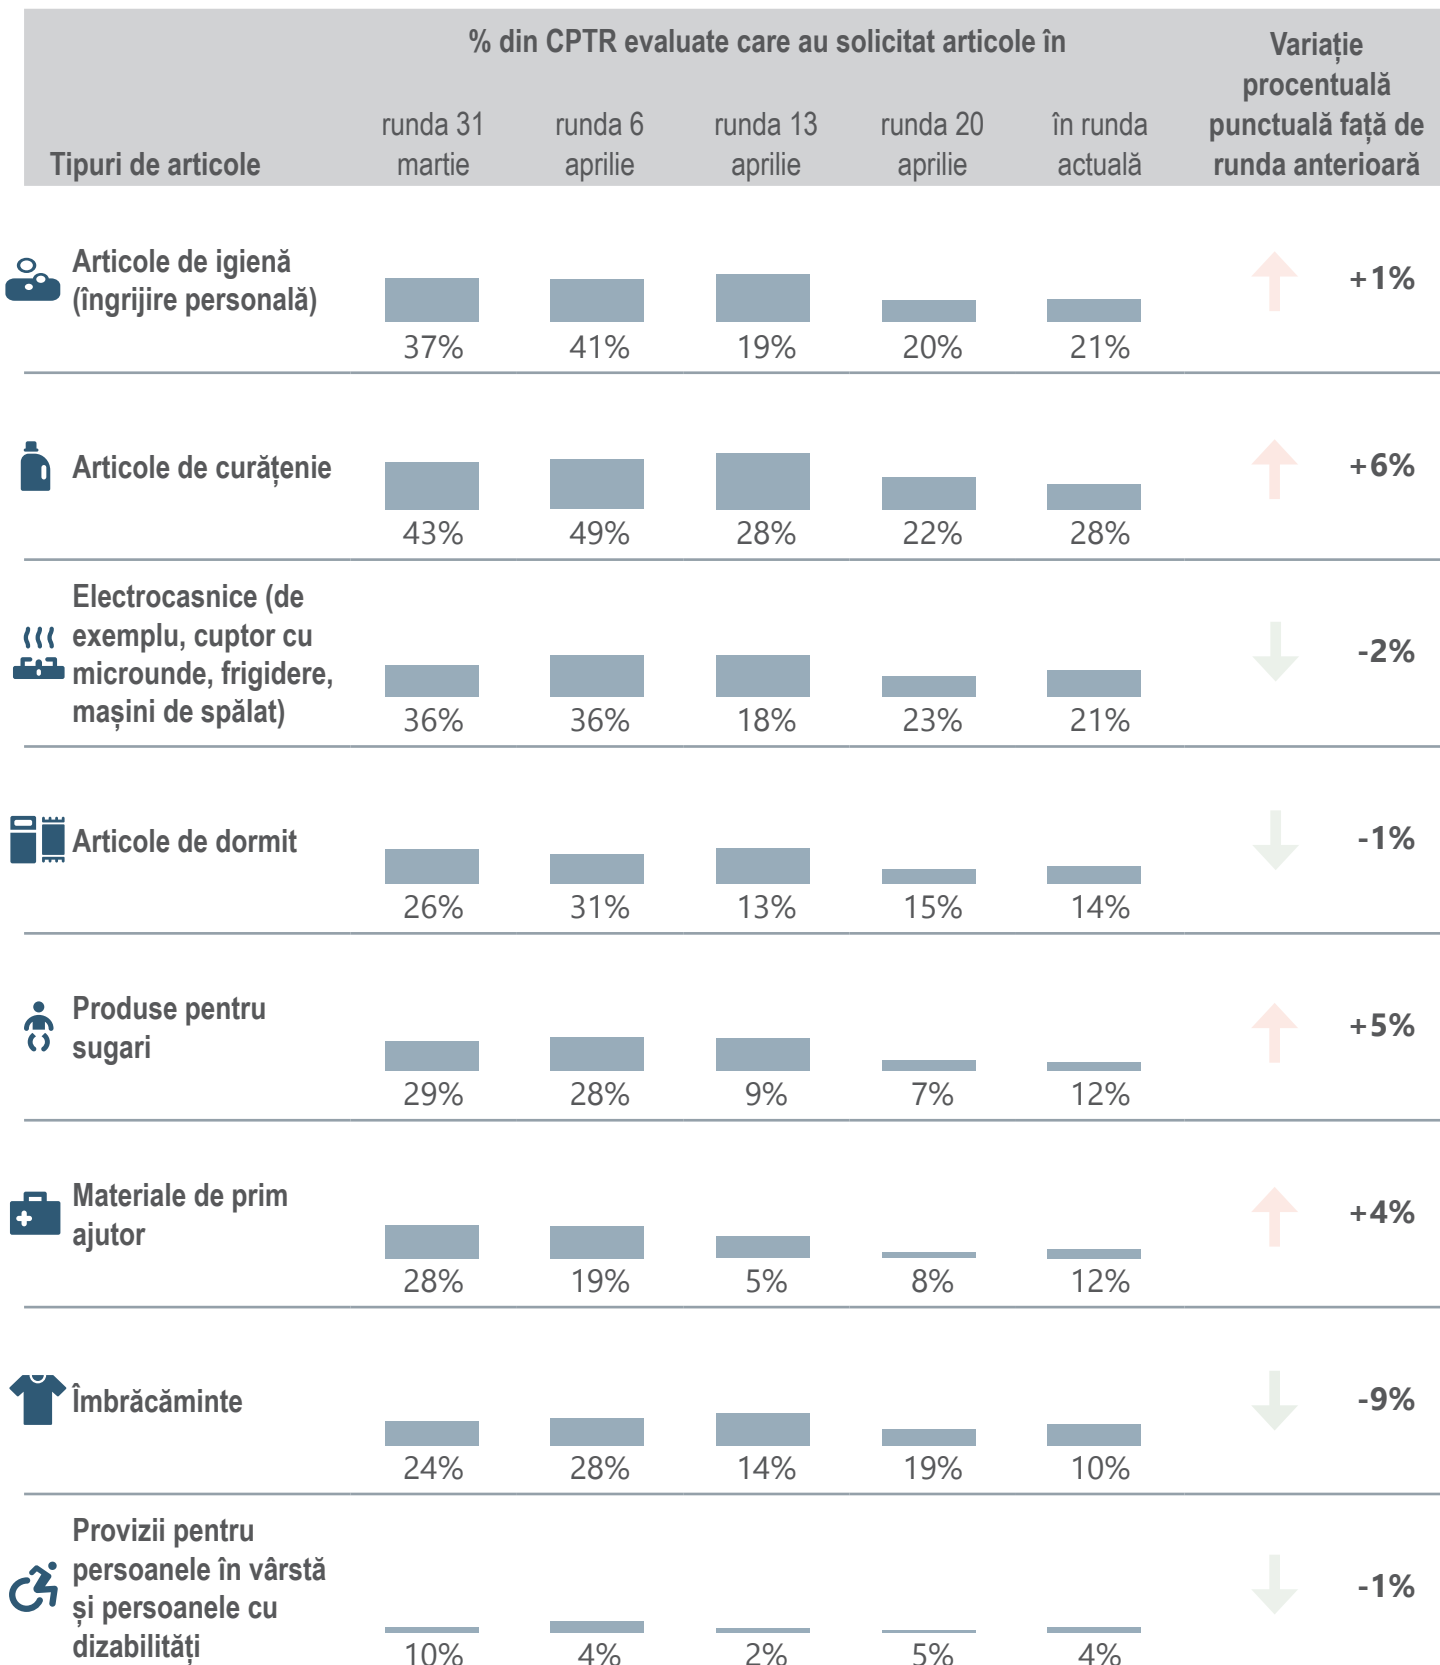 % din CPTR evaluate care au solicitat articole în
Variație
procentuală
punctuală față de
runda anterioară
Tipuri de articole
runda 31
martie
runda 6
aprilie
runda 13
aprilie
runda 20
aprilie
în runda
actuală
Articole de igienă
(îngrijire personală)
37% 41% 19% 20% 21%
+1%
Articole de curățenie
43% 49% 28% 22% 28%
+6%
Electrocasnice (de
exemplu, cuptor cu
microunde, frigidere,
mașini de spălat)
36% 36% 18% 23% 21%
-2%
Articole de dormit
26% 31% 13% 15% 14%
-1%
Produse pentru
sugari
29% 28% 9% 7% 12%
+5%
Materiale de prim
ajutor
28% 19% 5% 8% 12%
+4%
Îmbrăcăminte
24% 28% 14% 19% 10%
-9%
Provizii pentru
persoanele în vârstă
și persoanele cu
dizabilități
10% 4% 2% 5% 4%
-1%